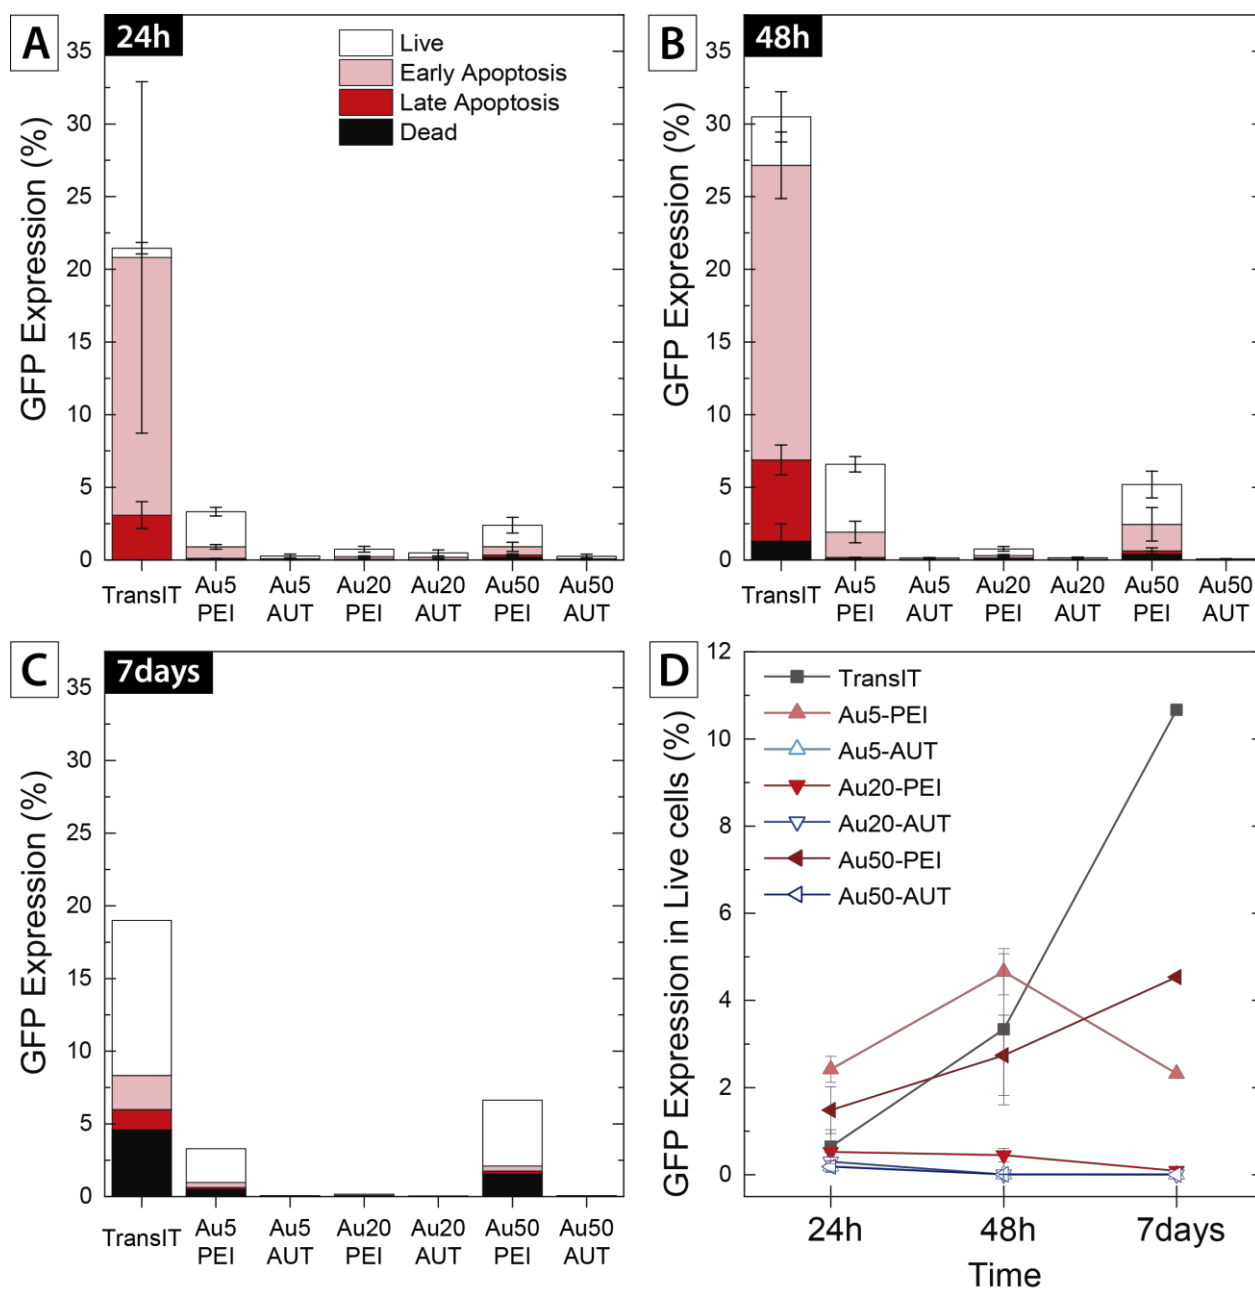 A
24h
GFP Expression (%)
35
30
25
20
15
10
5
0
Live
Early Apoptosis
Late Apoptosis
Dead
TransIT
Au5
PEI
Au5
AUT
Au20
PEI
Au20
AUT
Au50
PEI
Au50
AUT
B
48h
GFP Expression (%)
35
30
25
20
15
10
5
0
TransIT
Au5
PEI
Au5
AUT
Au20
PEI
Au20
AUT
Au50
PEI
Au50
AUT
C
7days
GFP Expression (%)
35
30
25
20
15
10
5
0
TransIT
Au5
PEI
Au5
AUT
Au20
PEI
Au20
AUT
Au50
PEI
Au50
AUT
D
GFP Expression in Live cells (%)
12
10
8
6
4
2
0
TransIT
Au5-PEI
Au5-AUT
Au20-PEI
Au20-AUT
Au50-PEI
Au50-AUT
24h
48h
7days
Time